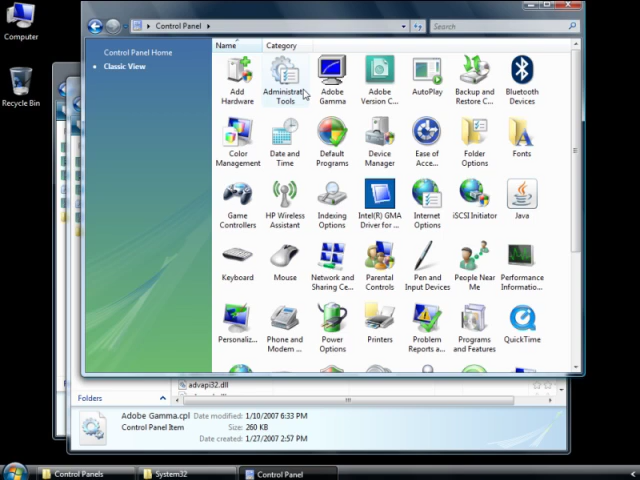 Computer
Recycle Bin
Control Panel
Search
Control Panel Home
Classic View
Name Category
Add Hardware
Administrat... Tools
Adobe Gamma
Adobe Version C...
AutoPlay
Backup and Restore C...
Bluetooth Devices
Color Management
Date and Time
Default Programs
Device Manager
Ease of Acce...
Folder Options
Fonts
Game Controllers
HP Wireless Assistant
Indexing Options
Intel(R) GMA Driver for ...
Internet Options
iSCSI Initiator
Java
Keyboard
Mouse
Network and Sharing Ce...
Parental Controls
Pen and Input Devices
People Near Me
Performance Informatio...
Personaliz...
Phone and Modem ...
Power Options
Printers
Problem Reports a...
Programs and Features
QuickTime
advapi32.dll
Folders
Adobe Gamma.cpl Date modified: 1/10/2007 6:33 PM
Control Panel Item Size: 260 KB
Date created: 1/27/2007 2:57 PM
Control Panels
System32
Control Panel